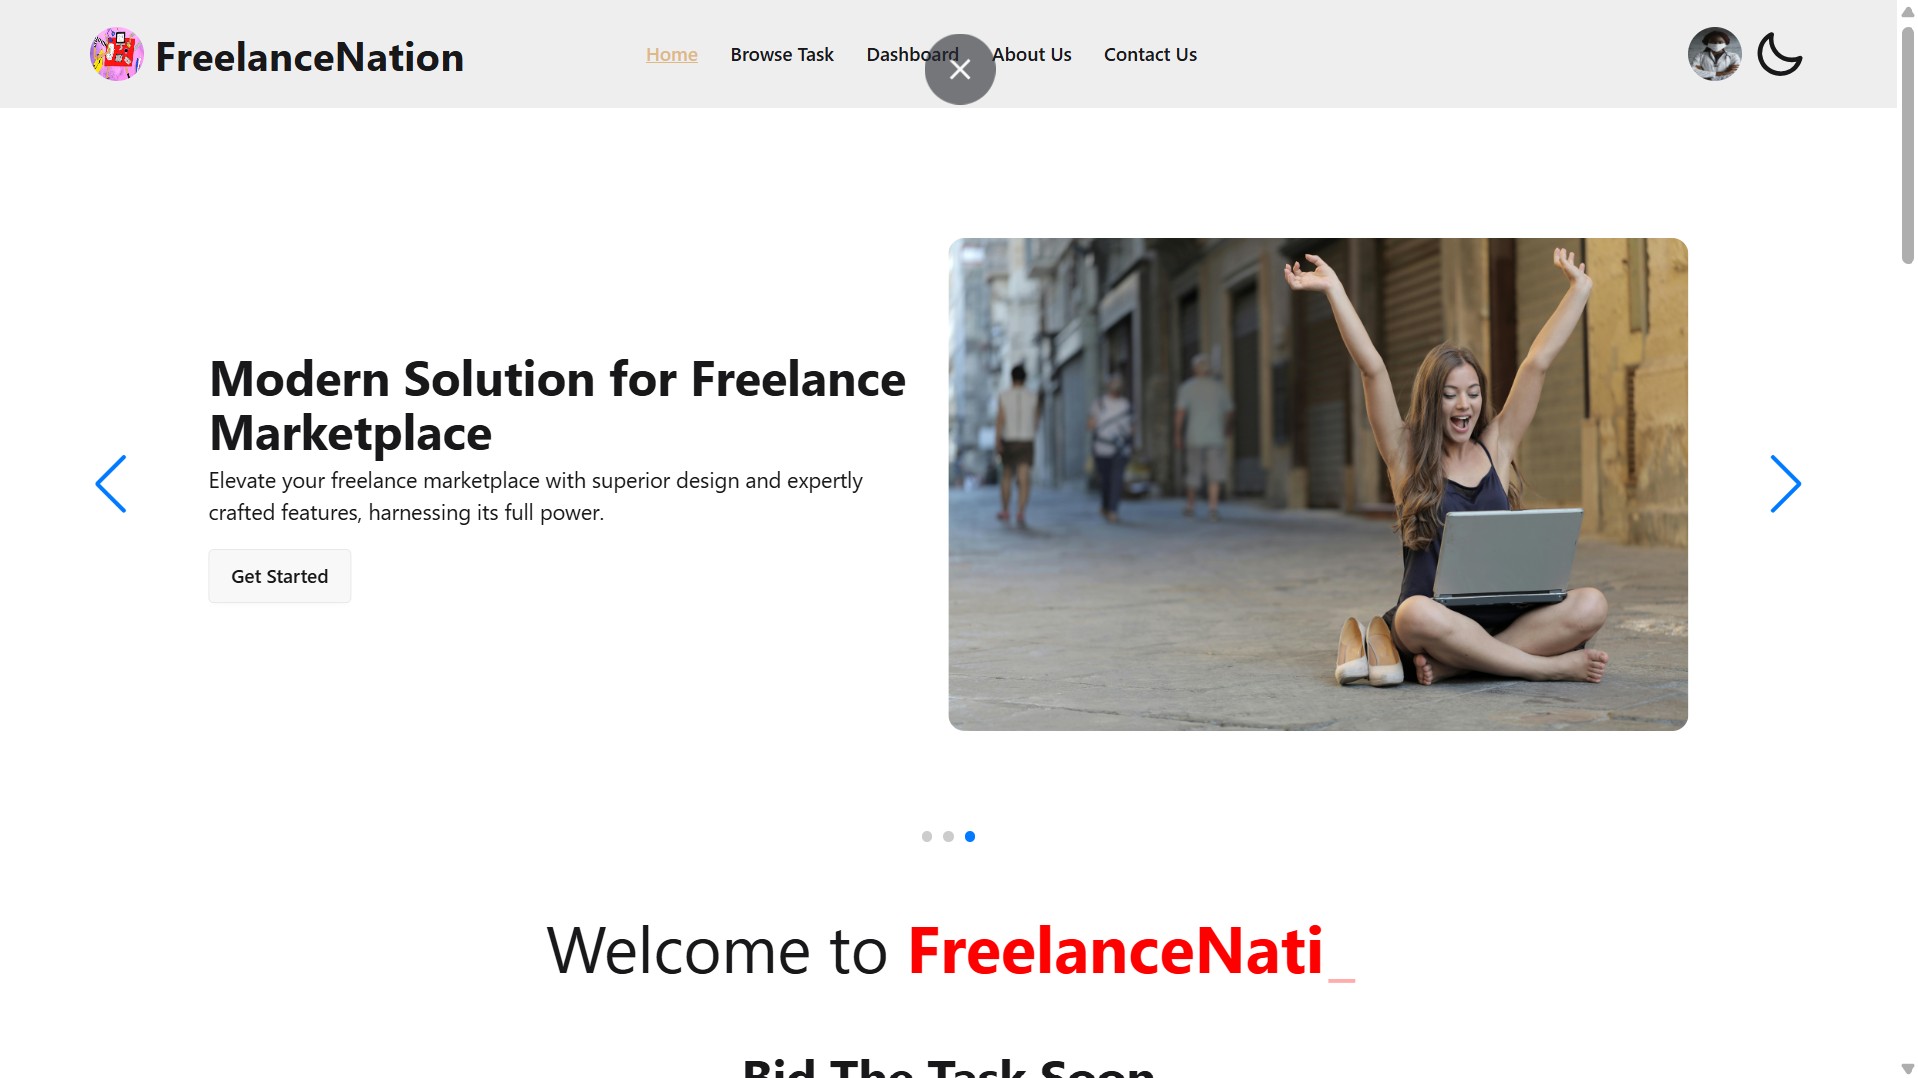 FreelanceNation
Home Browse Task Dashboard About Us Contact Us
Modern Solution for Freelance
Marketplace
Elevate your freelance marketplace with superior design and expertly
crafted features, harnessing its full power.
Get Started
Welcome to FreelanceNati_
Bid The Task Soon